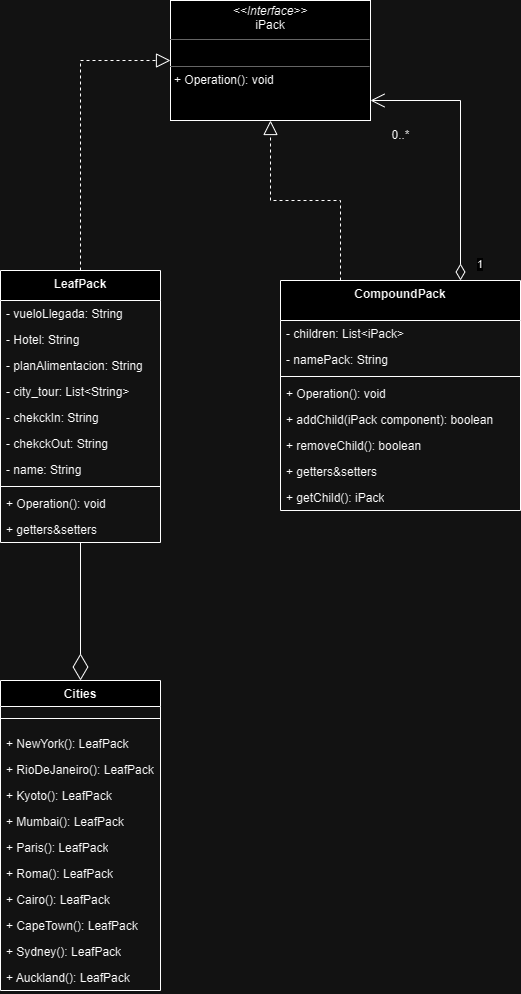 <<Interface>>
iPack
+ Operation(): void
0..*
1
LeafPack
- vueloLlegada: String
- Hotel: String
- planAlimentacion: String
- city_tour: List<String>
- chekckIn: String
- chekckOut: String
- name: String
+ Operation(): void
+ getters&setters
CompoundPack
- children: List<iPack>
- namePack: String
+ Operation(): void
+ addChild(iPack component): boolean
+ removeChild(): boolean
+ getters&setters
+ getChild(): iPack
Cities
+ NewYork(): LeafPack
+ RioDeJaneiro(): LeafPack
+ Kyoto(): LeafPack
+ Mumbai(): LeafPack
+ Paris(): LeafPack
+ Roma(): LeafPack
+ Cairo(): LeafPack
+ CapeTown(): LeafPack
+ Sydney(): LeafPack
+ Auckland(): LeafPack